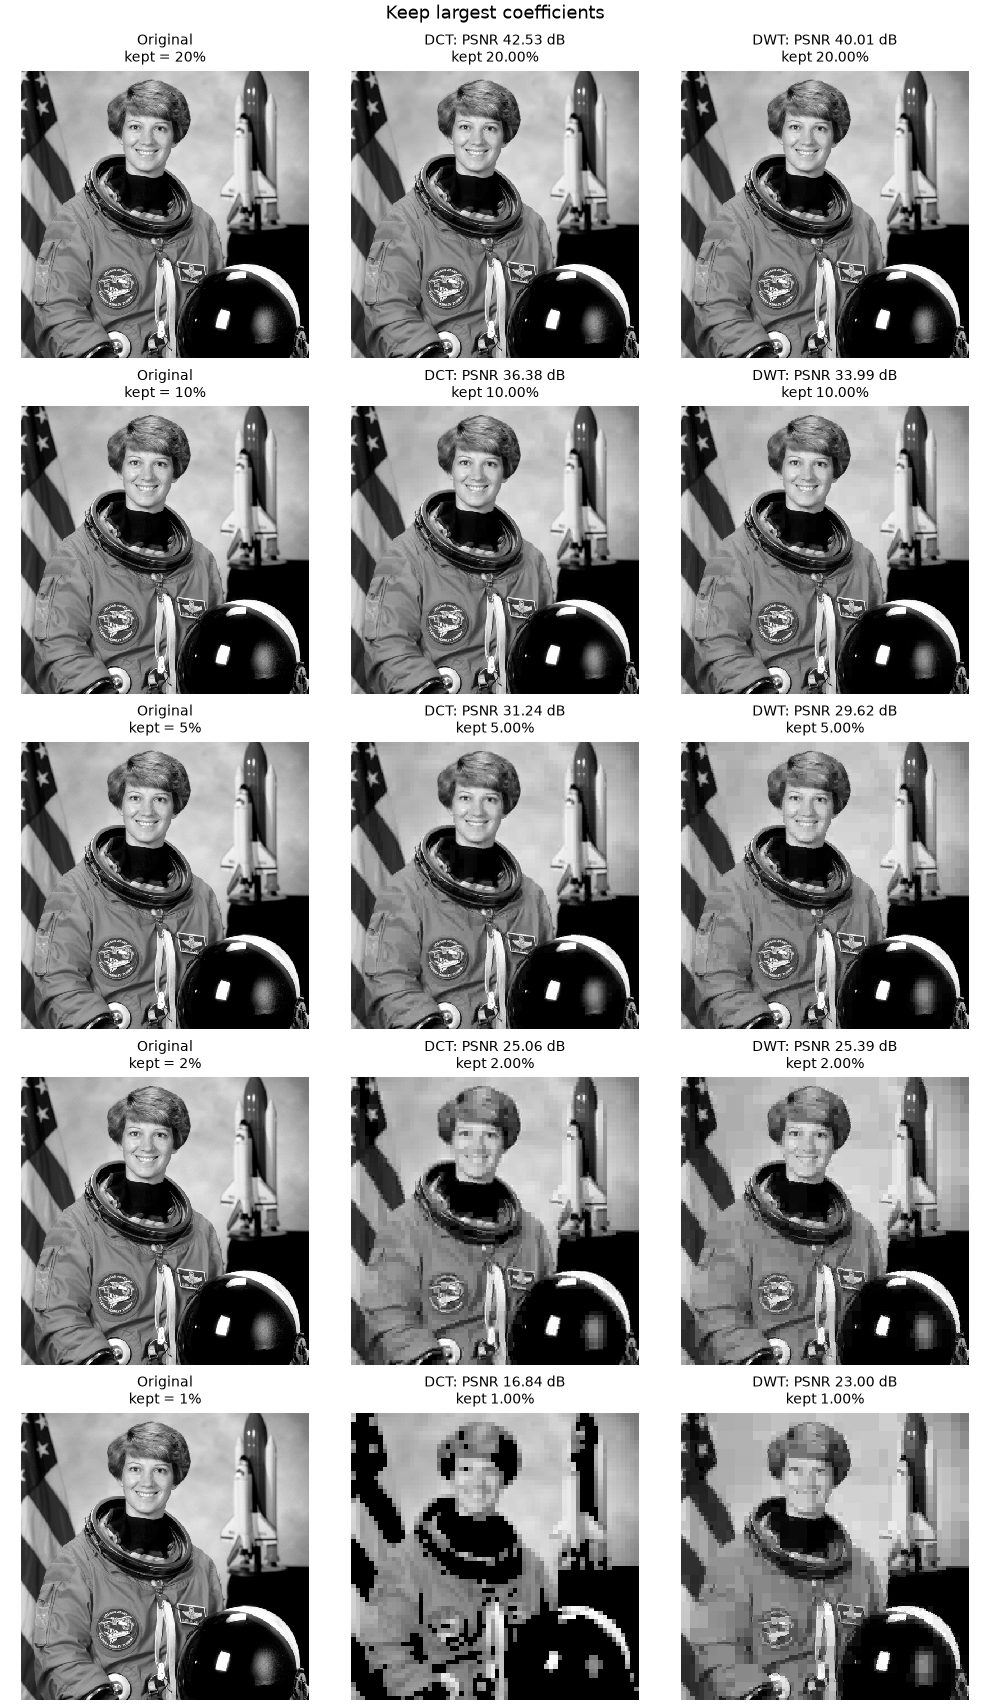 Keep largest coefficients
Original
kept = 20%
DCT: PSNR 42.53 dB
kept 20.00%
DWT: PSNR 40.01 dB
kept 20.00%
Original
kept = 10%
DCT: PSNR 36.38 dB
kept 10.00%
DWT: PSNR 33.99 dB
kept 10.00%
Original
kept = 5%
DCT: PSNR 31.24 dB
kept 5.00%
DWT: PSNR 29.62 dB
kept 5.00%
Original
kept = 2%
DCT: PSNR 25.06 dB
kept 2.00%
DWT: PSNR 25.39 dB
kept 2.00%
Original
kept = 1%
DCT: PSNR 16.84 dB
kept 1.00%
DWT: PSNR 23.00 dB
kept 1.00%